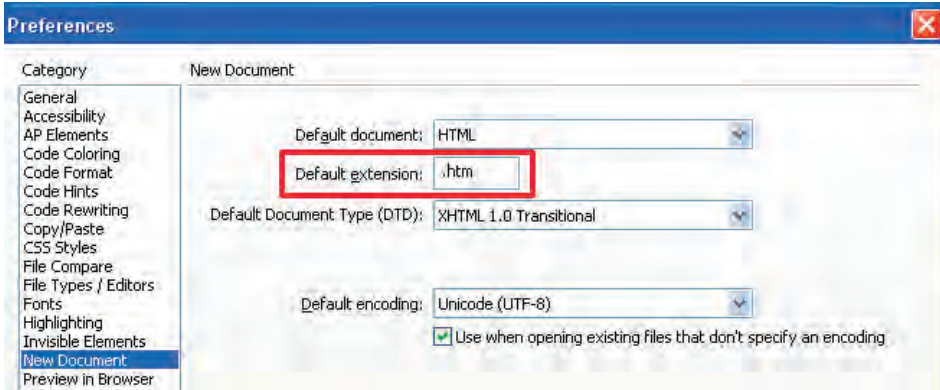 Preferences
Category
New Document
General
Accessibility
AP Elements
Code Coloring
Code Format
Code Hints
Code Rewriting
Copy/Paste
CSS Styles
File Compare
File Types / Editors
Fonts
Highlighting
Invisible Elements
New Document
Preview in Browser
Default document: HTML
Default extension: .htm
Default Document Type (DTD): XHTML 1.0 Transitional
Default encoding: Unicode (UTF-8)
Use when opening existing files that don't specify an encoding